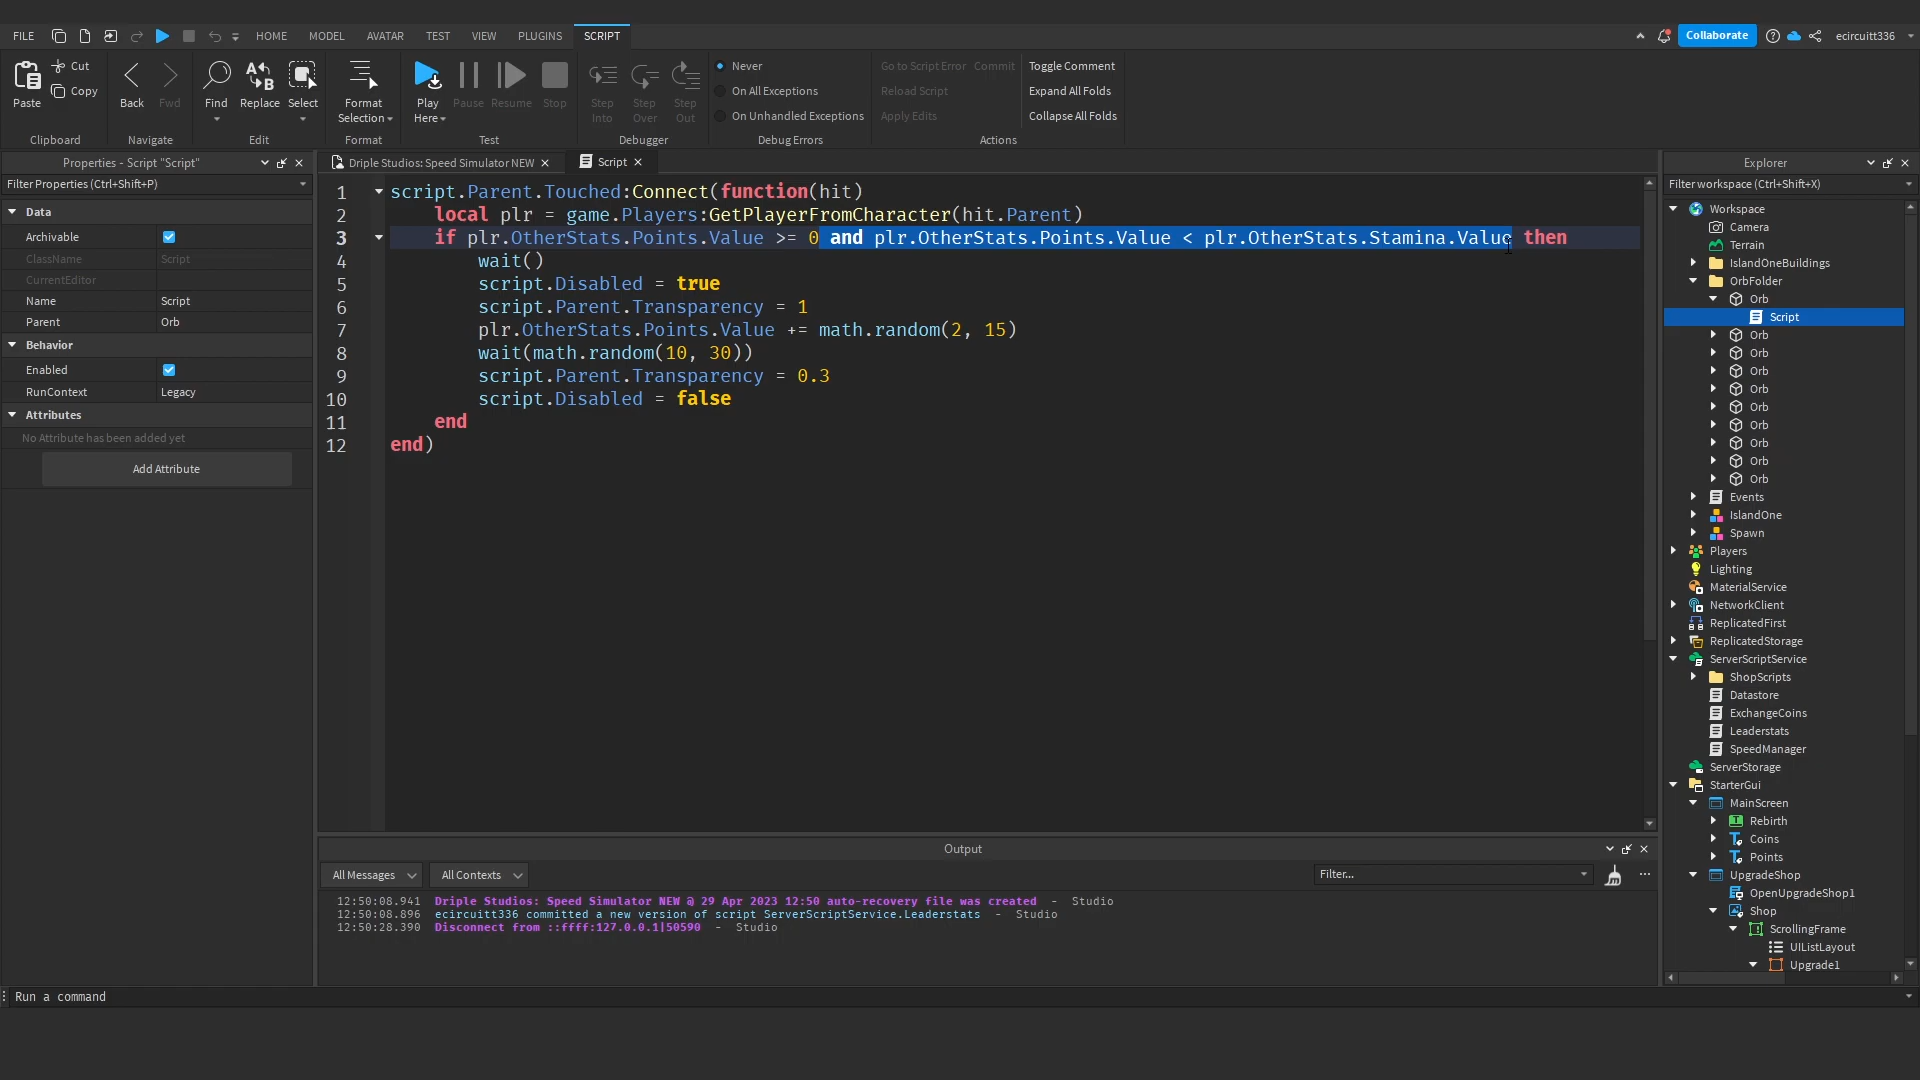 FILE HOME MODEL AVATAR TEST VIEW PLUGINS SCRIPT Collaborate ecircuitt336
Paste Cut Copy Back Fwd Find Replace Select Format Selection Play Here Pause Resume Stop Step Into Step Over Step Out
Never
On All Exceptions
On Unhandled Exceptions
Go to Script Error Commit
Reload Script
Apply Edits
Toggle Comment
Expand All Folds
Collapse All Folds
Clipboard Navigate Edit Format Test Debugger Debug Errors Actions
Properties - Script "Script"
Filter Properties (Ctrl+Shift+P)
Data
Archivable
ClassName Script
CurrentEditor
Name Script
Parent Orb
Behavior
Enabled
RunContext Legacy
Attributes
No Attribute has been added yet
Add Attribute
Driple Studios: Speed Simulator NEW Script
1 script.Parent.Touched:Connect(function(hit)
2 local plr = game.Players:GetPlayerFromCharacter(hit.Parent)
3 if plr.OtherStats.Points.Value >= 0 and plr.OtherStats.Points.Value < plr.OtherStats.Stamina.Value then
4 wait()
5 script.Disabled = true
6 script.Parent.Transparency = 1
7 plr.OtherStats.Points.Value += math.random(2, 15)
8 wait(math.random(10, 30))
9 script.Parent.Transparency = 0.3
10 script.Disabled = false
11 end
12 end)
Output
All Messages All Contexts Filter... ...
12:50:08.941 Driple Studios: Speed Simulator NEW @ 29 Apr 2023 12:50 auto-recovery file was created - Studio
12:50:08.896 ecircuitt336 committed a new version of script ServerScriptService.Leaderstats - Studio
12:50:28.390 Disconnect from ::ffff:127.0.0.1|50590 - Studio
Run a command
Explorer
Filter workspace (Ctrl+Shift+X)
Workspace
Camera
Terrain
IslandOneBuildings
OrbFolder
Orb
Script
Orb
Orb
Orb
Orb
Orb
Orb
Orb
Orb
Orb
Events
IslandOne
Spawn
Players
Lighting
MaterialService
NetworkClient
ReplicatedFirst
ReplicatedStorage
ServerScriptService
ShopScripts
Datastore
ExchangeCoins
Leaderstats
SpeedManager
ServerStorage
StarterGui
MainScreen
Rebirth
Coins
Points
UpgradeShop
OpenUpgradeShop1
Shop
ScrollingFrame
UIListLayout
Upgrade1